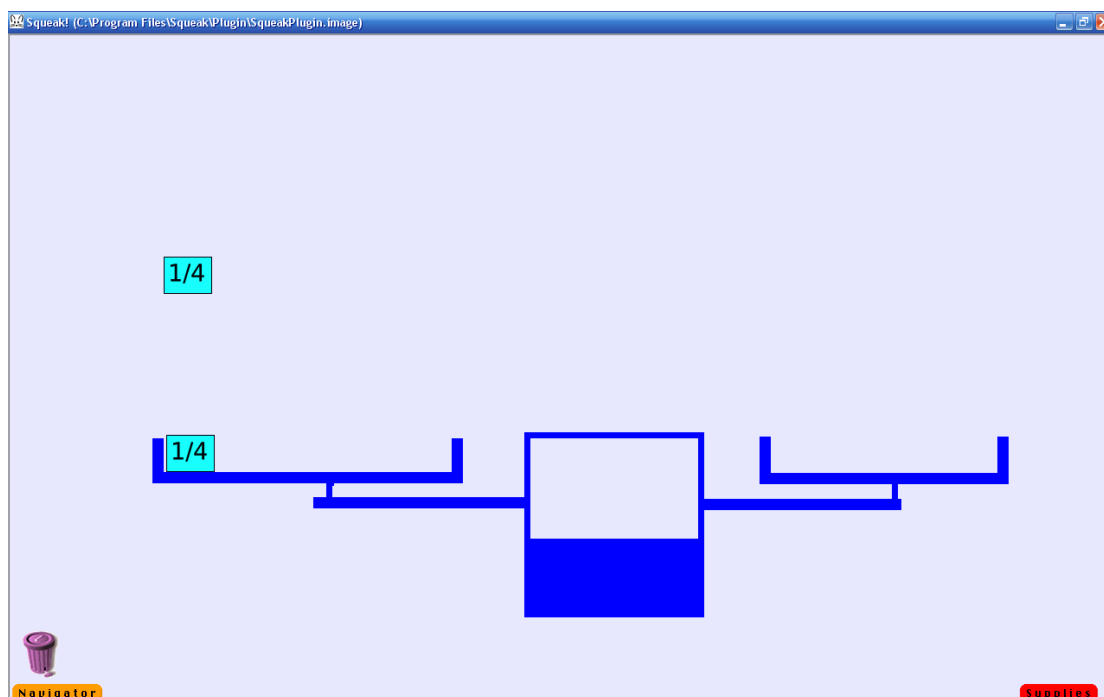 Squeak! (C:\Program Files\Squeak\Plugin\SqueakPlugin.image)
1/4
1/4
Navigator
Supplies